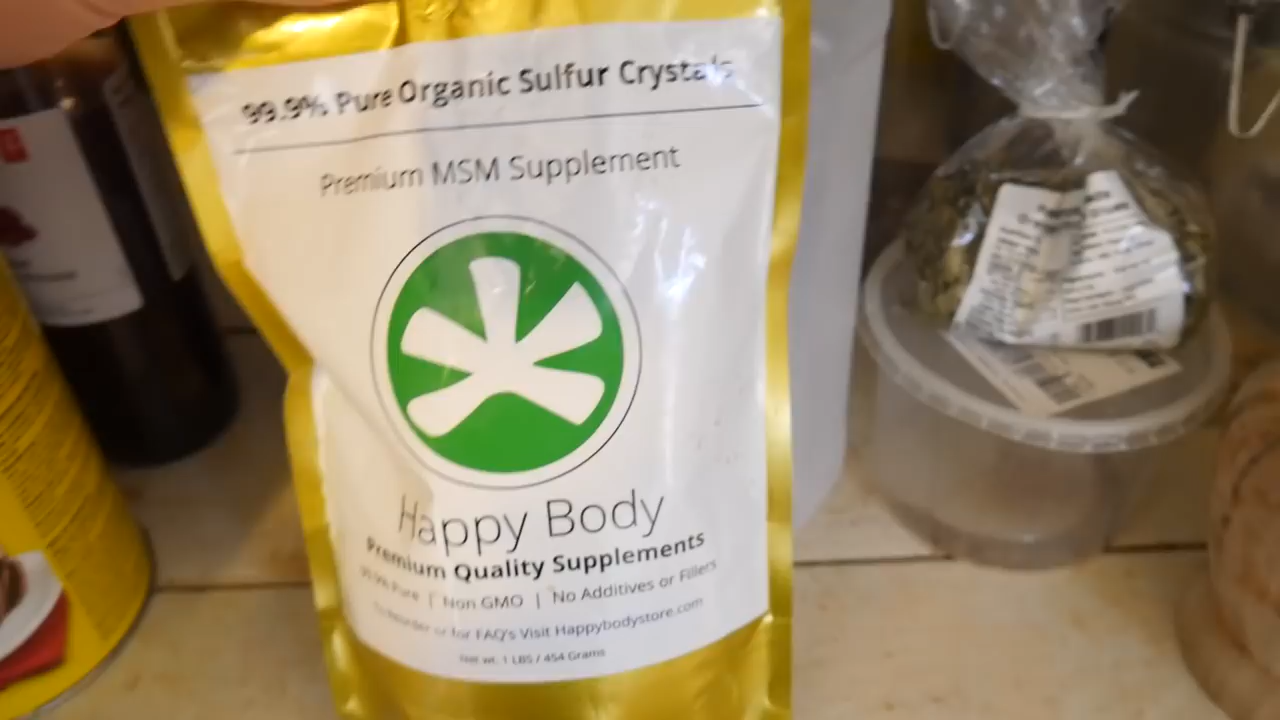 99.9% Pure Organic Sulfur Crystals
Premium MSM Supplement
Happy Body
Premium Quality Supplements
99.9% Pure | Non GMO | No Additives or Fillers
To Reorder or for FAQ's Visit Happybodystore.com
Net wt. 1 LBS / 454 Grams